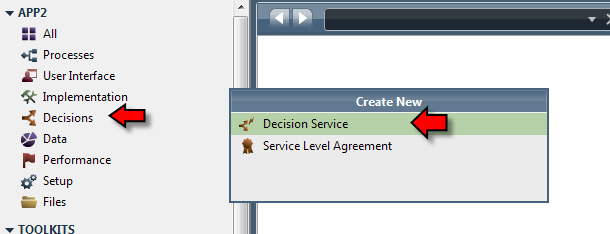 APP2
All
Processes
User Interface
Implementation
Decisions
Data
Performance
Setup
Files
TOOLKITS
Create New
Decision Service
Service Level Agreement